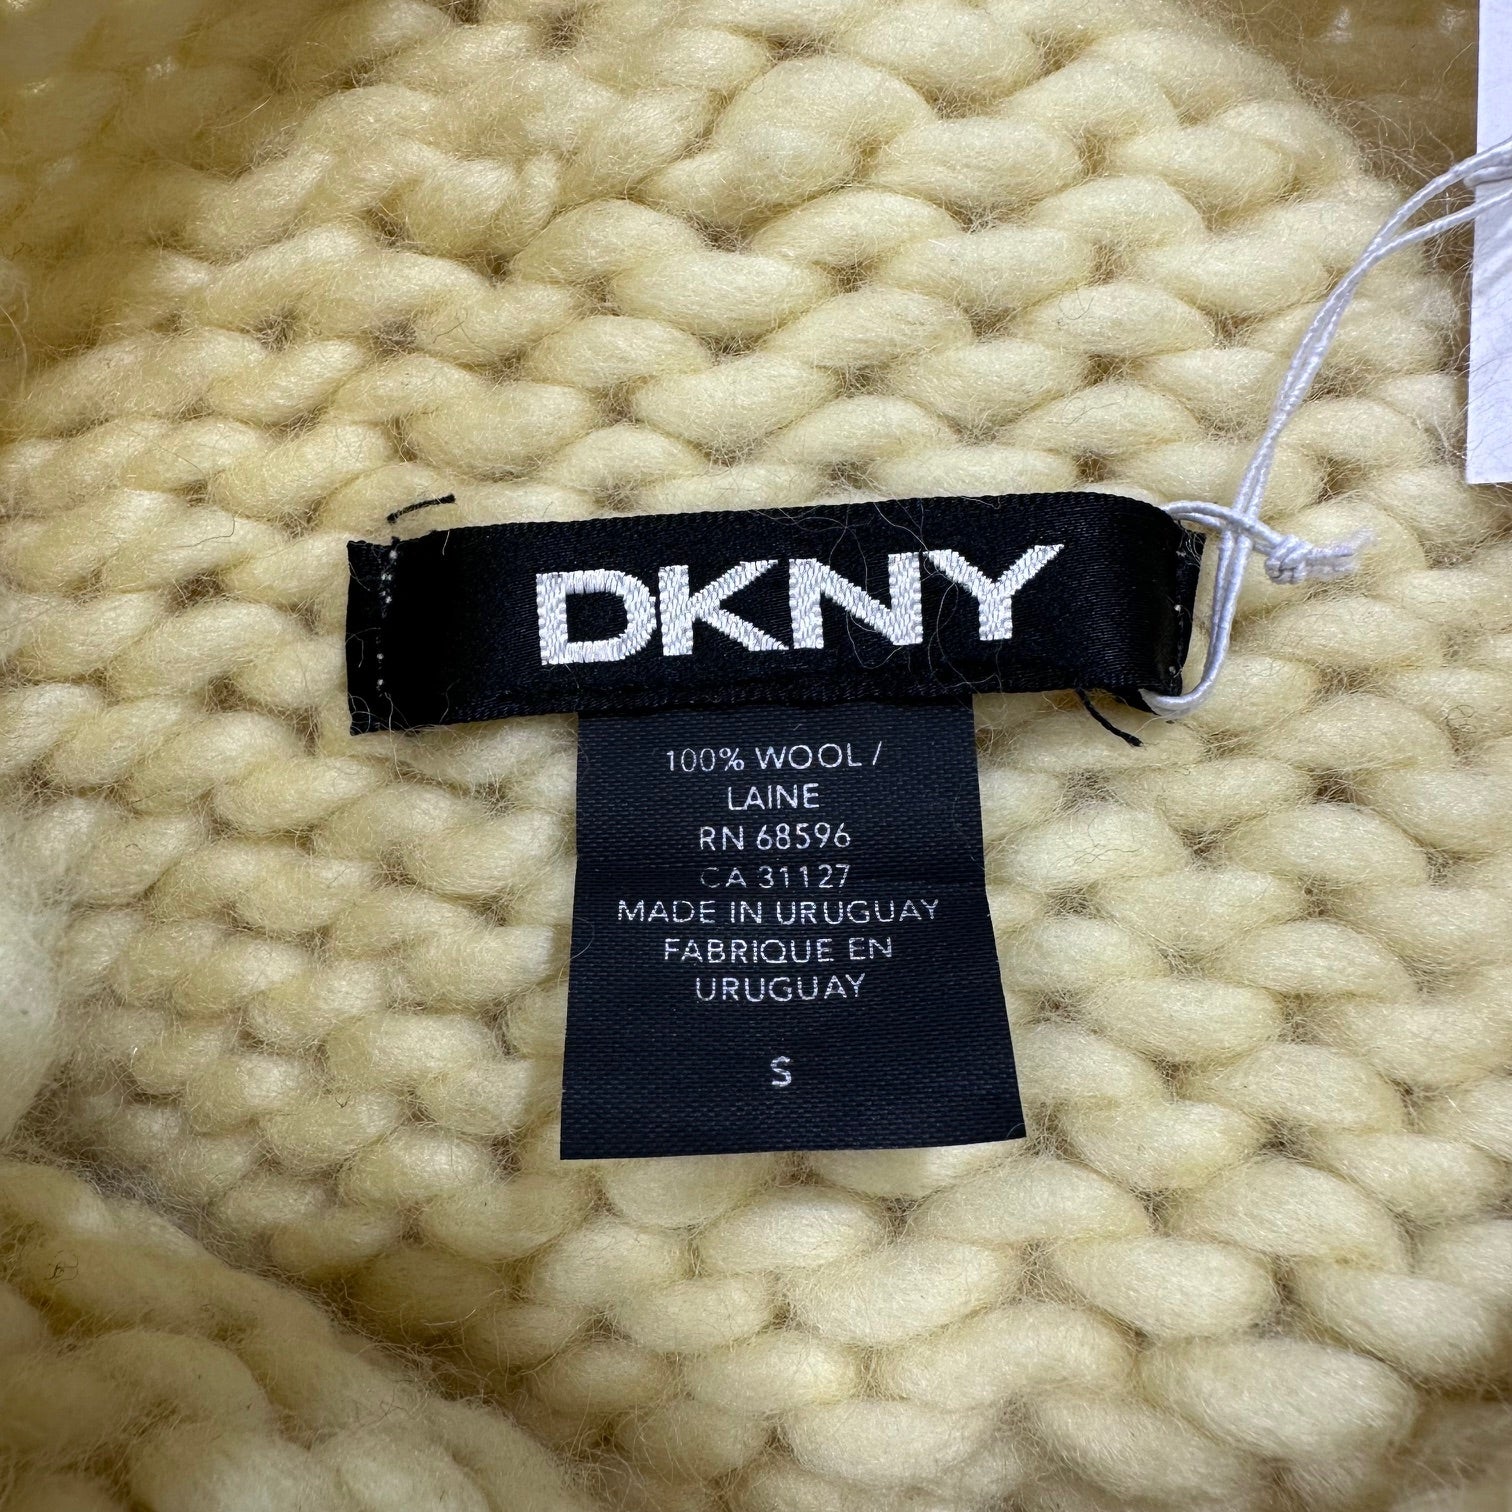 DKNY
100% WOOL /
LAINE
RN 68596
CA 31127
MADE IN URUGUAY
FABRIQUE EN
URUGUAY
S